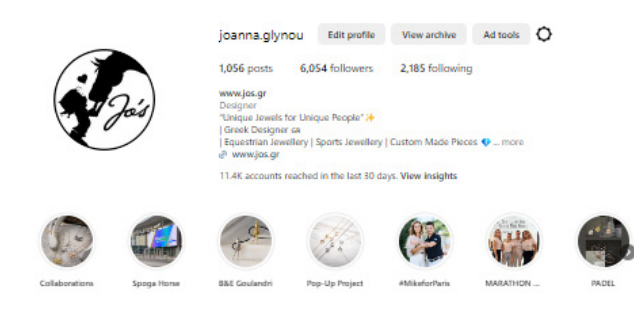 joanna.glynou Edit profile View archive Ad tools
1,056 posts 6,054 followers 2,185 following
www.jos.gr
Designer
"Unique Jewels for Unique People"✨
| Greek Designer
| Equestrian Jewellery | Sports Jewellery | Custom Made Pieces 💎 ... more
www.jos.gr
11.4K accounts reached in the last 30 days. View insights
Jo's
Collaborations Spoga Horse B&E Goulandri Pop-Up Project #MikeforParis MARATHON ... PADEL